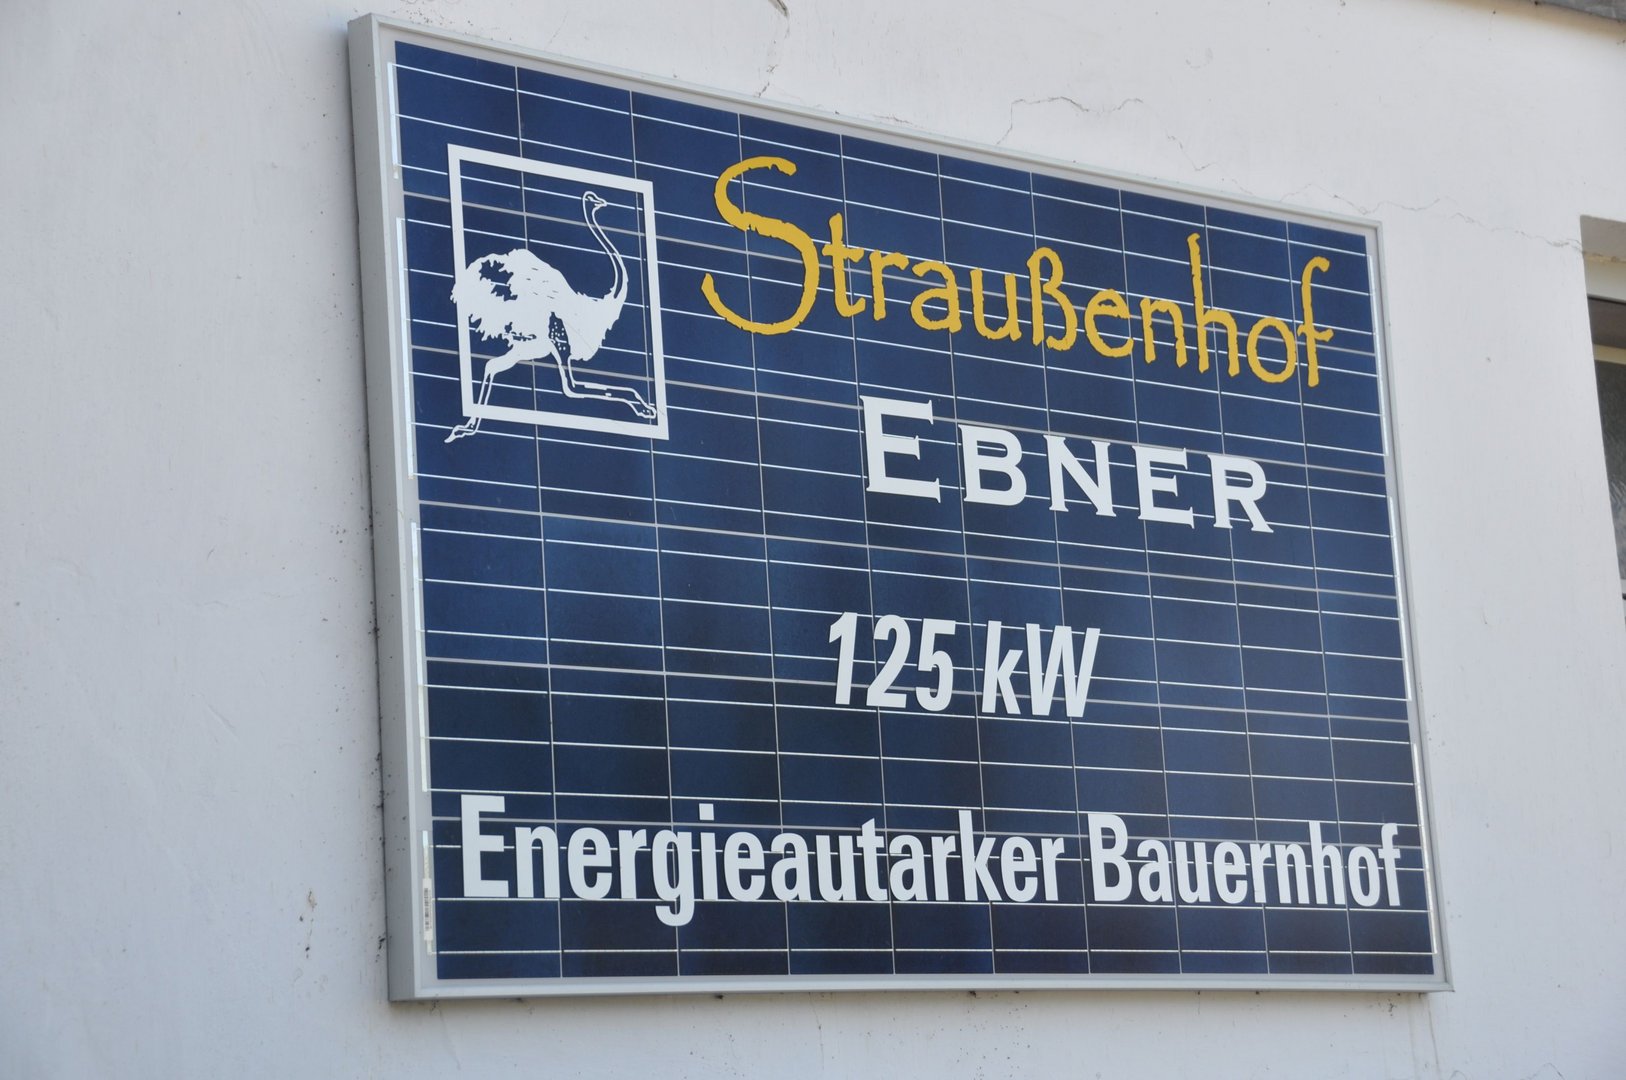 Straußenhof
EBNER
125 kW
Energieautarker Bauernhof